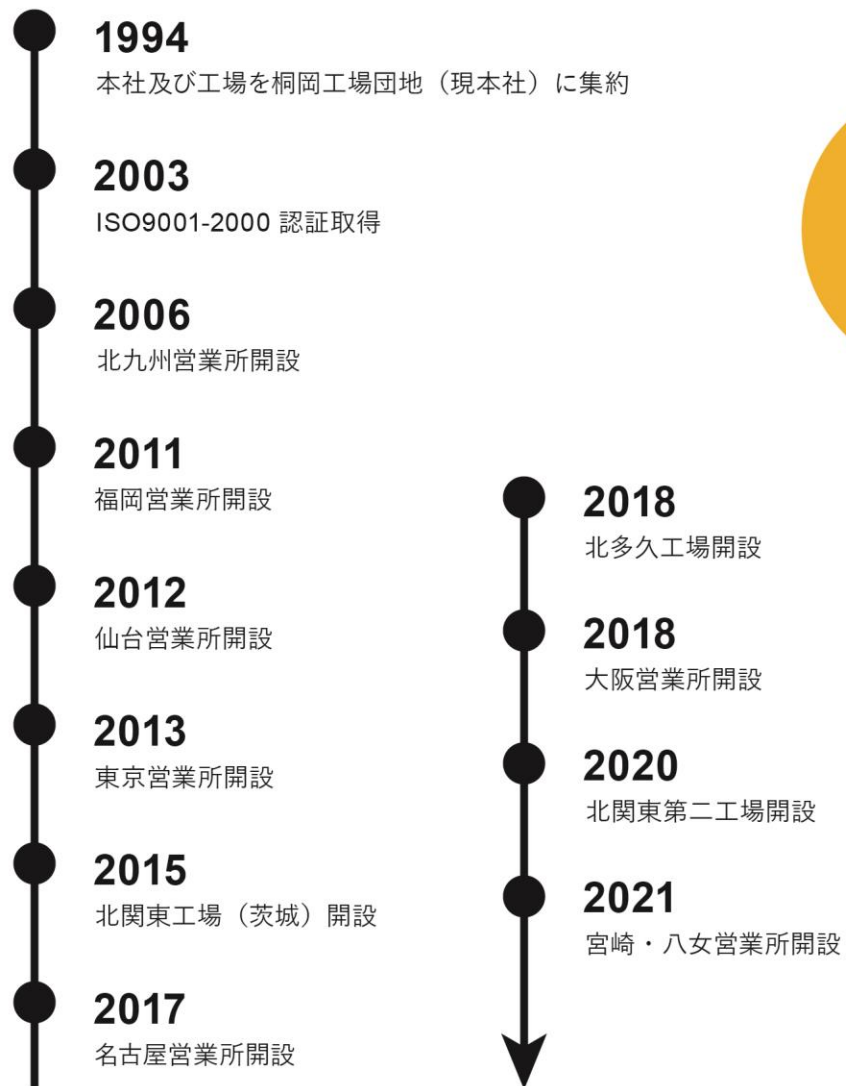 1994
本社及び工場を桐岡工場団地（現本社）に集約
2003
ISO9001-2000 認証取得
2006
北九州営業所開設
2011
福岡営業所開設
2012
仙台営業所開設
2013
東京営業所開設
2015
北関東工場（茨城）開設
2017
名古屋営業所開設
2018
北多久工場開設
2018
大阪営業所開設
2020
北関東第二工場開設
2021
宮崎・八女営業所開設